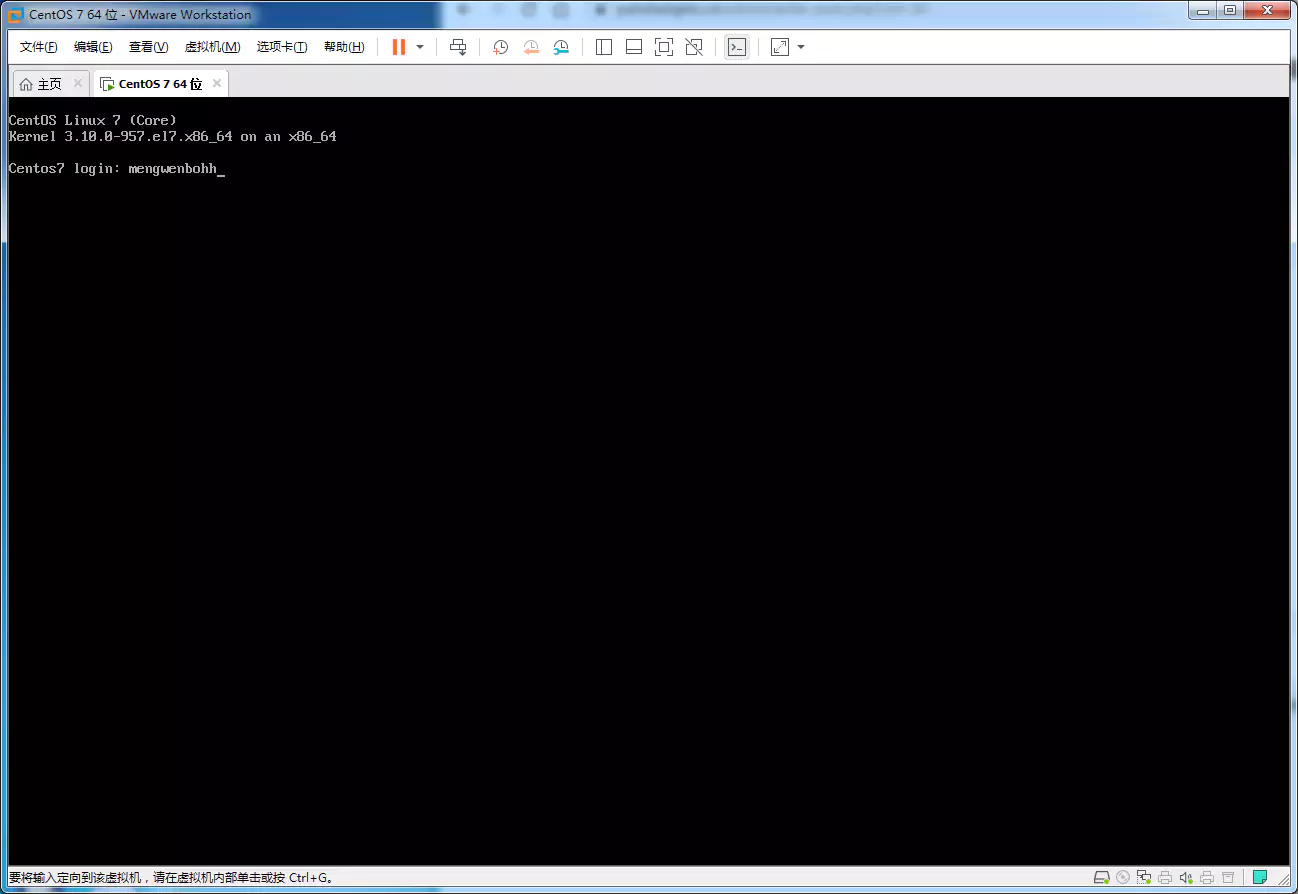 CentOS 7 64 位 - VMware Workstation
文件(F) 编辑(E) 查看(V) 虚拟机(M) 选项卡(T) 帮助(H)
主页 CentOS 7 64 位
CentOS Linux 7 (Core)
Kernel 3.10.0-957.el7.x86_64 on an x86_64
Centos7 login: mengwenbohh_
要将输入定向到该虚拟机，请在虚拟机内部单击或按 Ctrl+G。